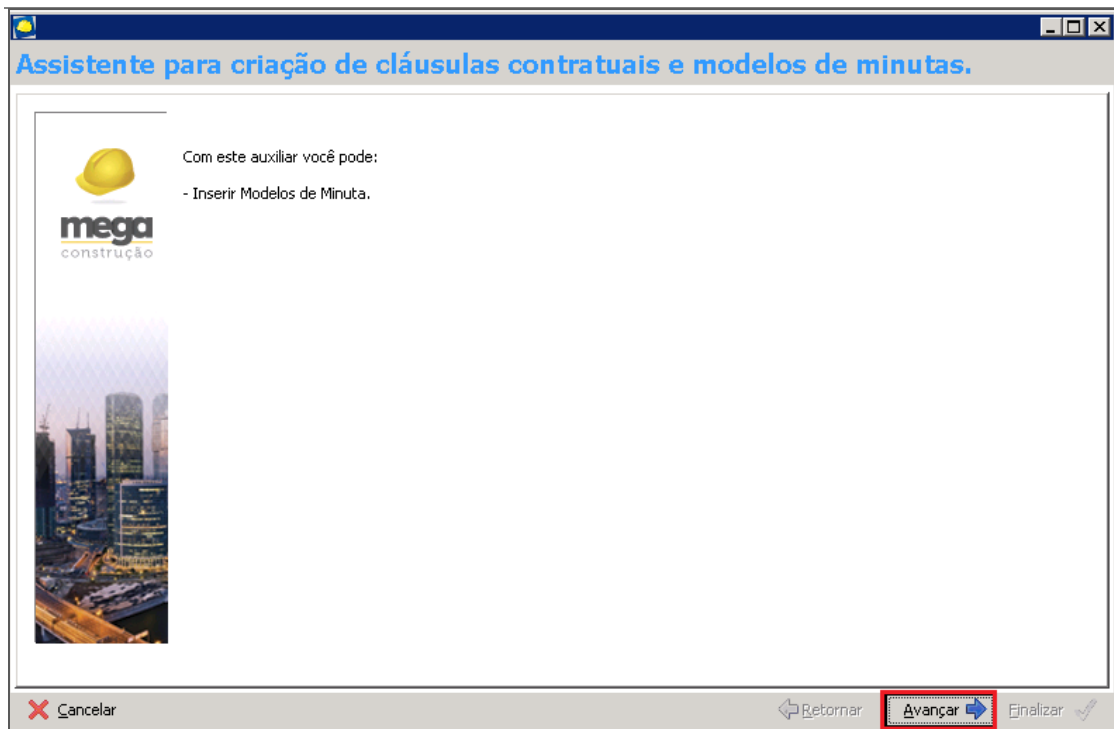 Assistente para criação de cláusulas contratuais e modelos de minutas.
mega
construção
Com este auxiliar você pode:
- Inserir Modelos de Minuta.
Cancelar
Retornar
Avançar
Finalizar